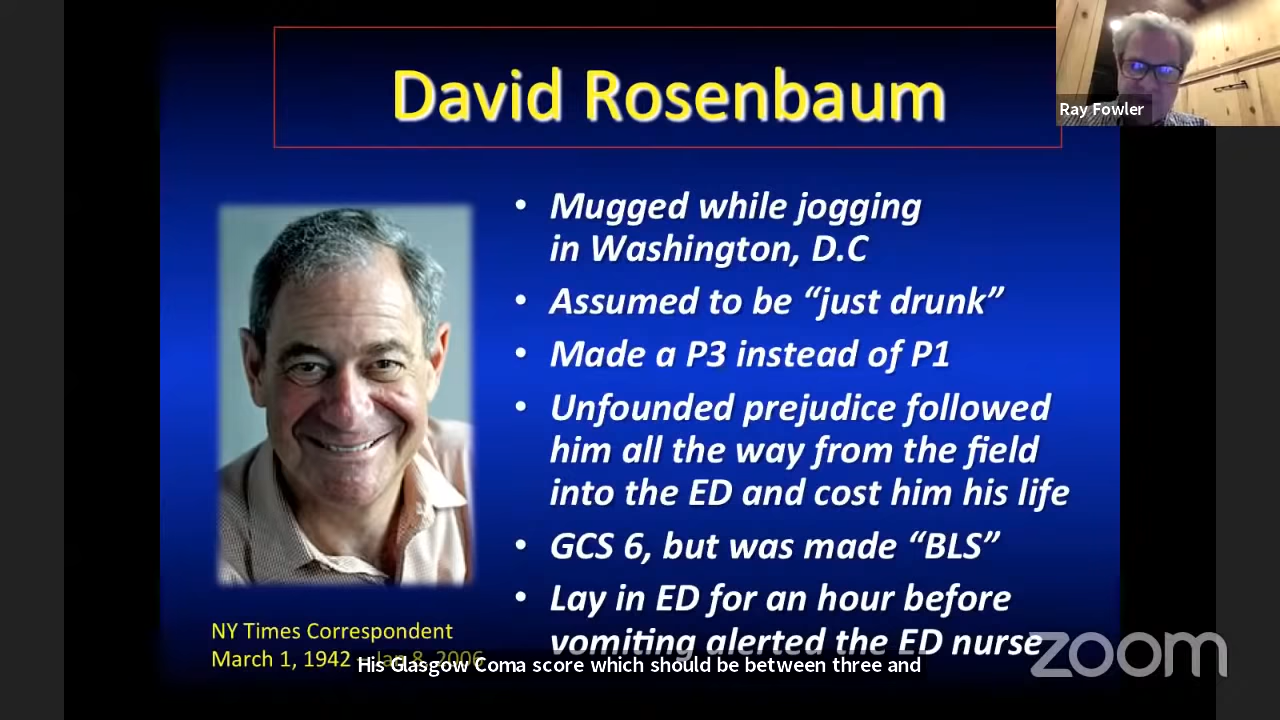 David Rosenbaum
Ray Fowler
• Mugged while jogging
in Washington, D.C
• Assumed to be “just drunk”
• Made a P3 instead of P1
• Unfounded prejudice followed
him all the way from the field
into the ED and cost him his life
• GCS 6, but was made “BLS”
• Lay in ED for an hour before
vomiting alerted the ED nurse
NY Times Correspondent
March 1, 1942 - Jan 8, 2006
His Glasgow Coma score which should be between three and
zoom